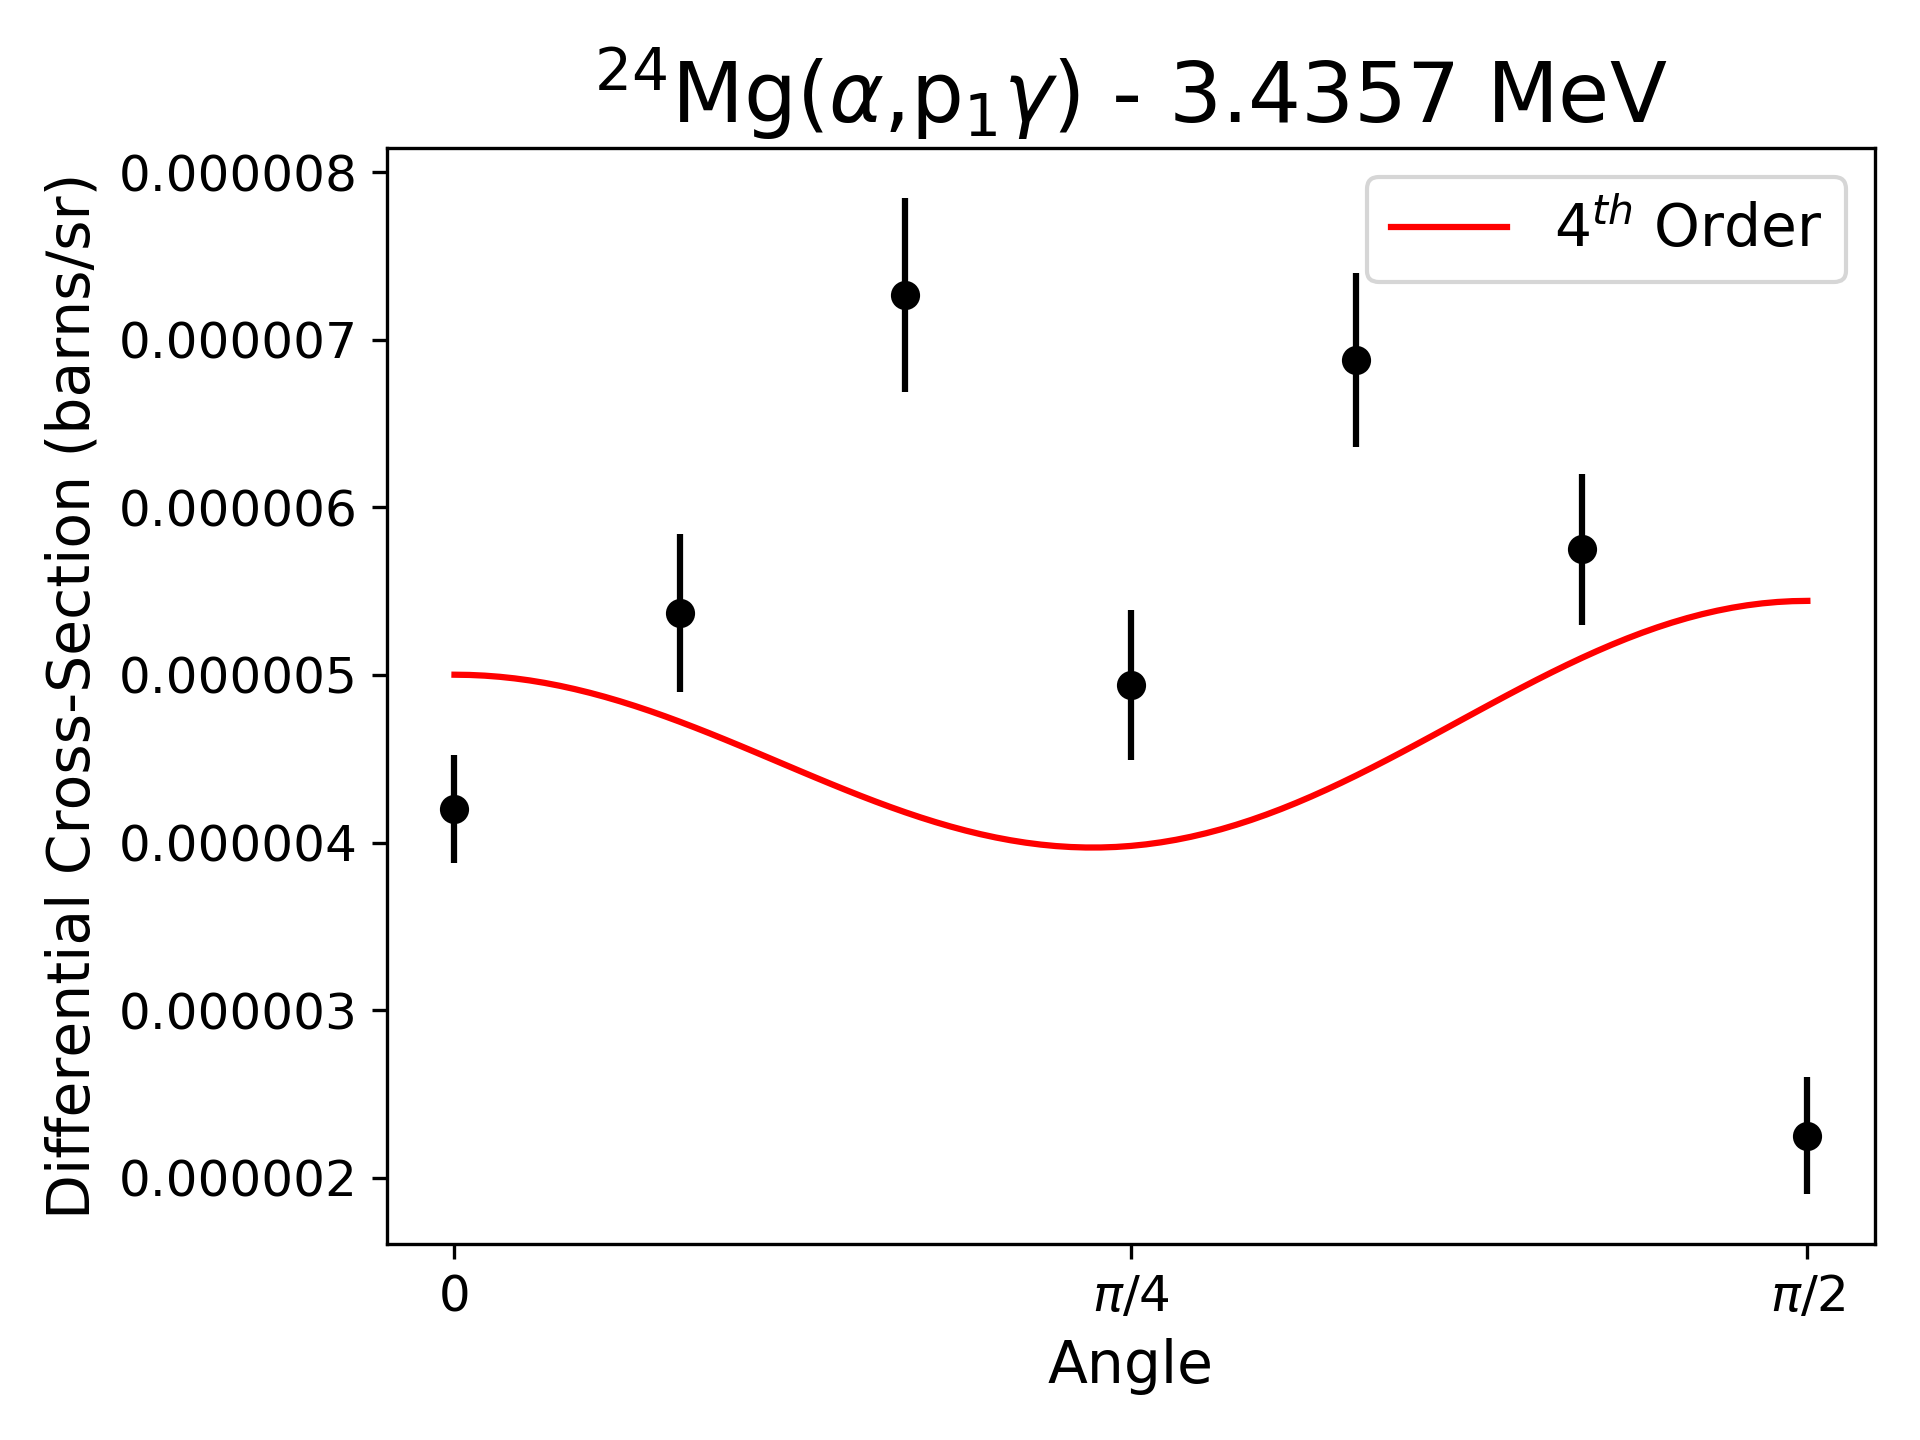 ²⁴Mg(α,p₁γ) - 3.4357 MeV
4ᵗʰ Order
Differential Cross-Section (barns/sr)
0.000008
0.000007
0.000006
0.000005
0.000004
0.000003
0.000002
0 π/4 π/2
Angle